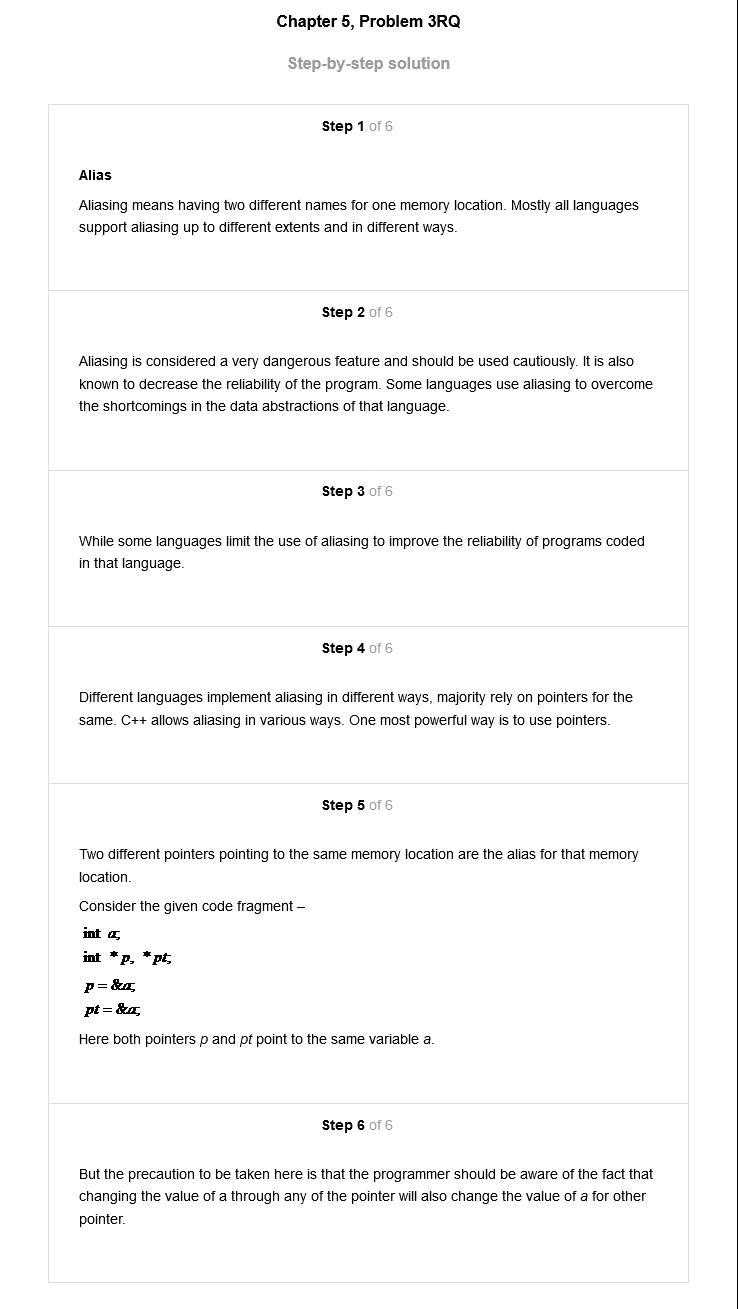 Chapter 5, Problem 3RQ
Step-by-step solution
Step 1 of 6
Alias
Aliasing means having two different names for one memory location. Mostly all languages
support aliasing up to different extents and in different ways.
Step 2 of 6
Aliasing is considered a very dangerous feature and should be used cautiously. It is also
known to decrease the reliability of the program. Some languages use aliasing to overcome
the shortcomings in the data abstractions of that language.
Step 3 of 6
While some languages limit the use of aliasing to improve the reliability of programs coded
in that language.
Step 4 of 6
Different languages implement aliasing in different ways, majority rely on pointers for the
same. C++ allows aliasing in various ways. One most powerful way is to use pointers.
Step 5 of 6
Two different pointers pointing to the same memory location are the alias for that memory
location.
Consider the given code fragment –
int a;
int *p, *pt;
p = &a;
pt = &a;
Here both pointers p and pt point to the same variable a.
Step 6 of 6
But the precaution to be taken here is that the programmer should be aware of the fact that
changing the value of a through any of the pointer will also change the value of a for other
pointer.